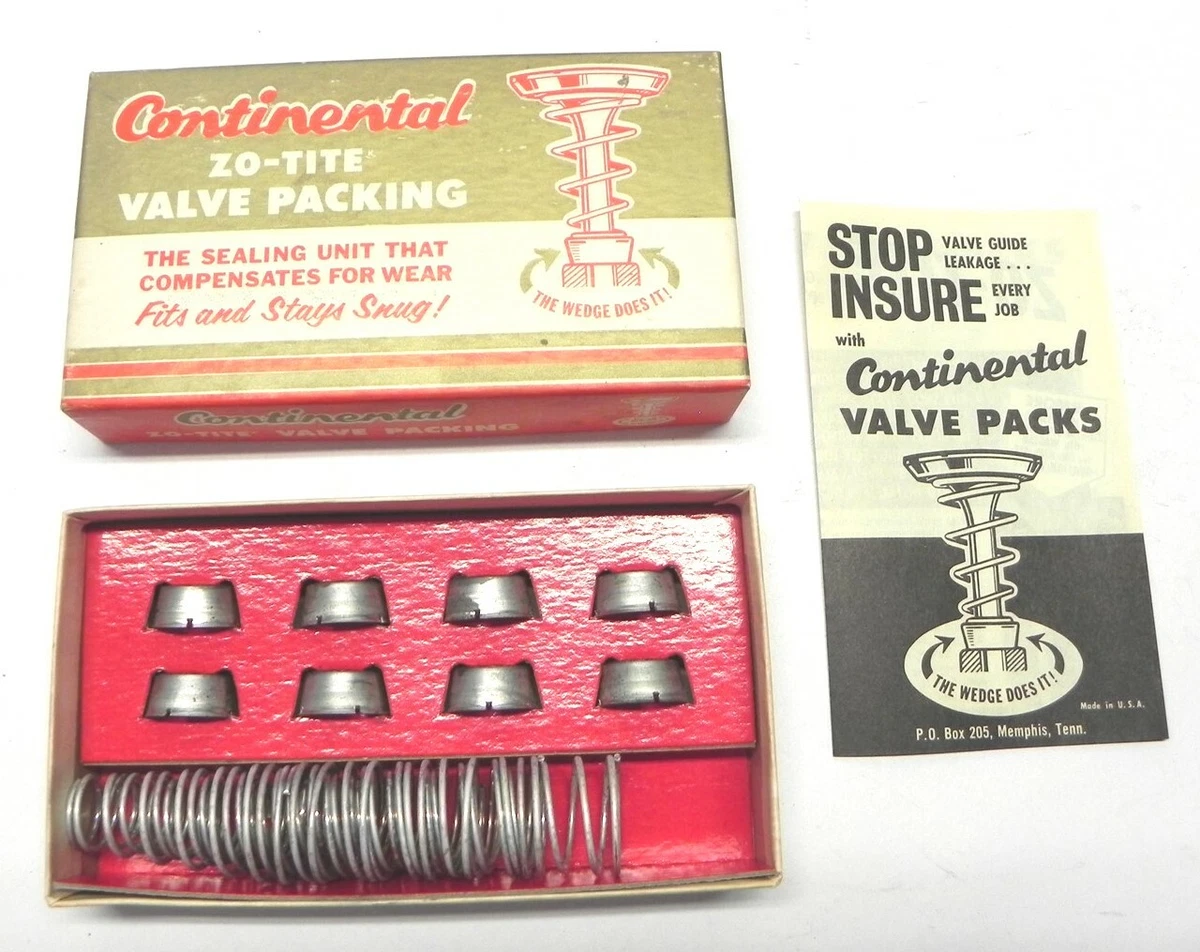 Continental
ZO-TITE
VALVE PACKING
THE SEALING UNIT THAT
COMPENSATES FOR WEAR
Fits and Stays Snug!
THE WEDGE DOES IT!
Continental
ZO-TITE VALVE PACKING
STOP VALVE GUIDE LEAKAGE...
INSURE EVERY JOB
with
Continental
VALVE PACKS
THE WEDGE DOES IT!
Made in U.S.A.
P.O. Box 205, Memphis, Tenn.